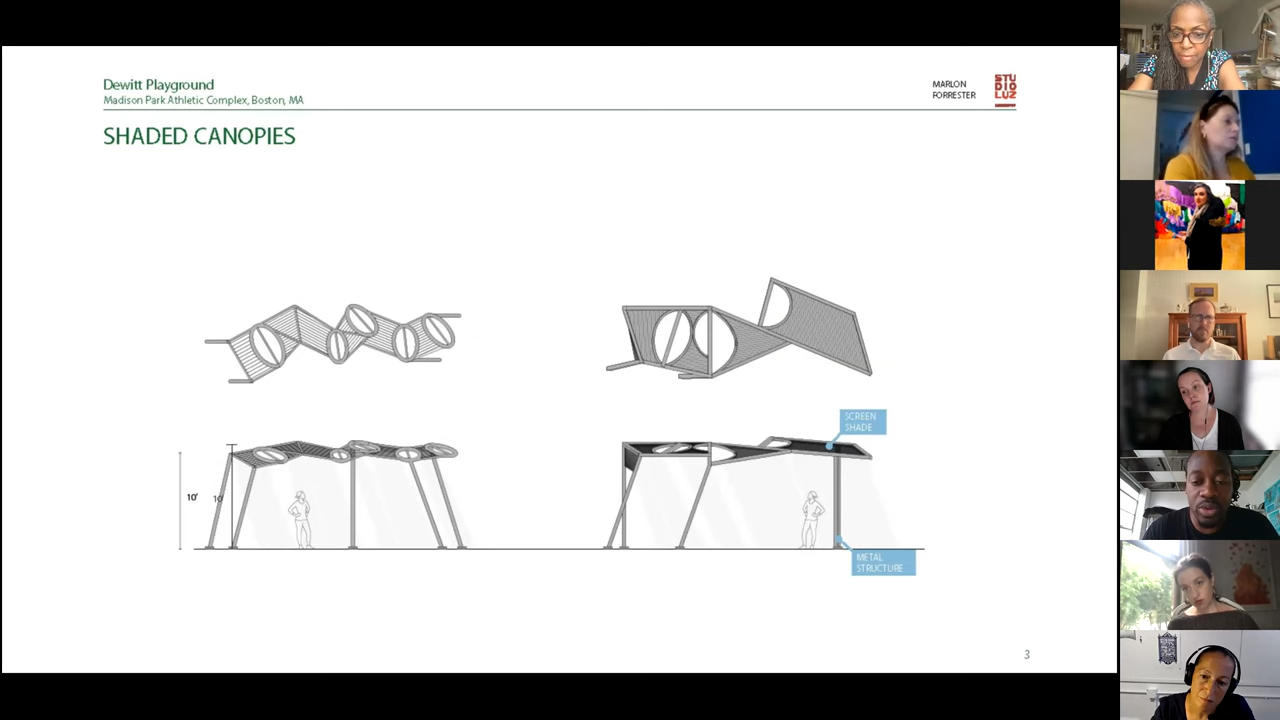 Dewitt Playground
Madison Park Athletic Complex, Boston, MA
MARLON
FORRESTER
STU
DIO
LUZ
SHADED CANOPIES
SCREEN
SHADE
10'
10'
METAL
STRUCTURE
3